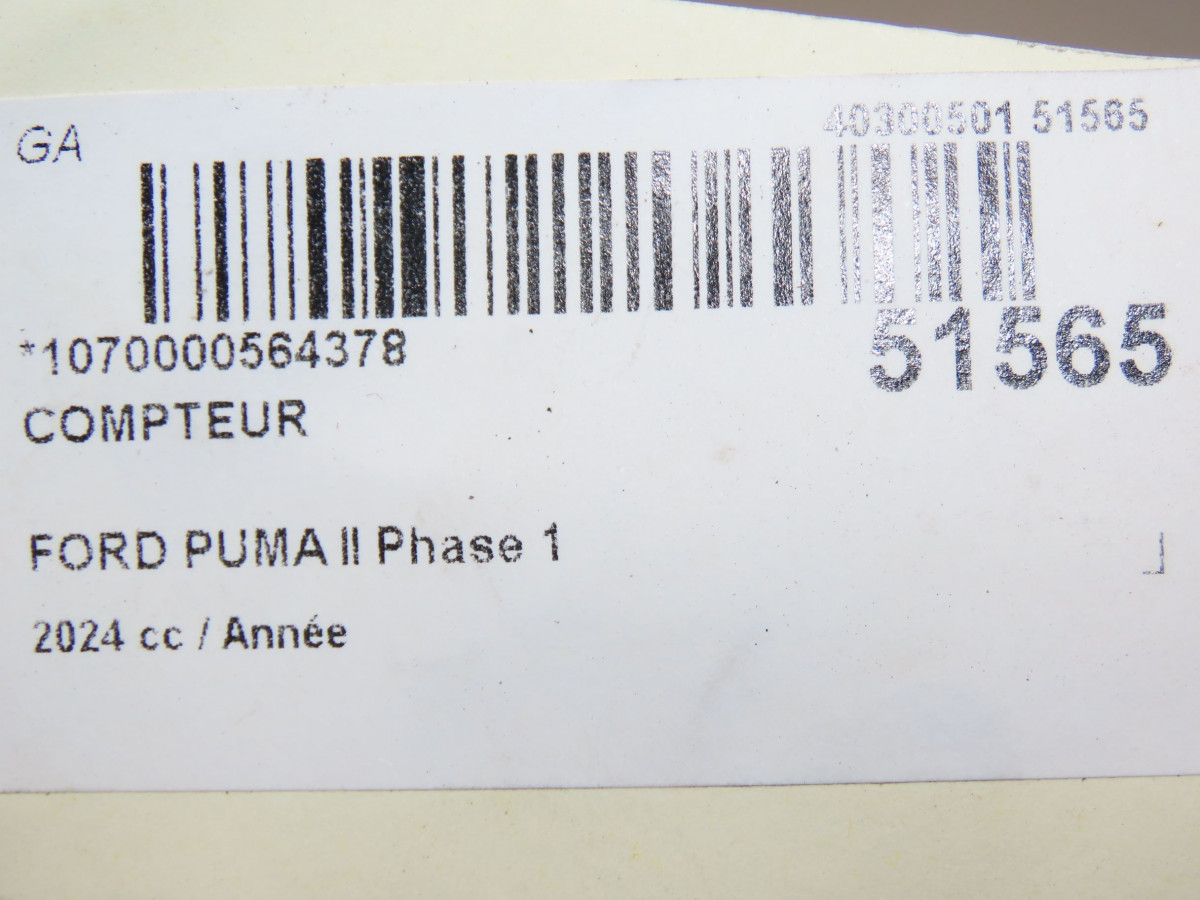 GA
40300501 51565
*1070000564378
51565
COMPTEUR
FORD PUMA II Phase 1
2024 cc / Année